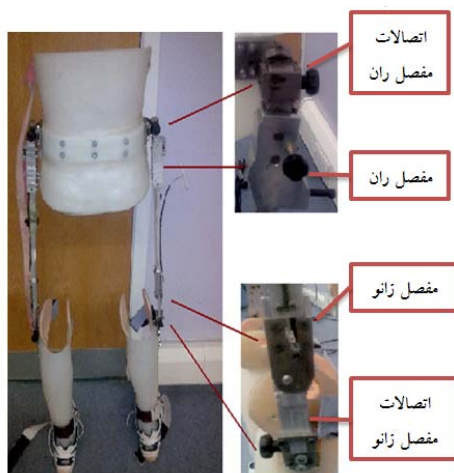 اتصالات
مفصل ران
مفصل ران
مفصل زانو
اتصالات
مفصل زانو